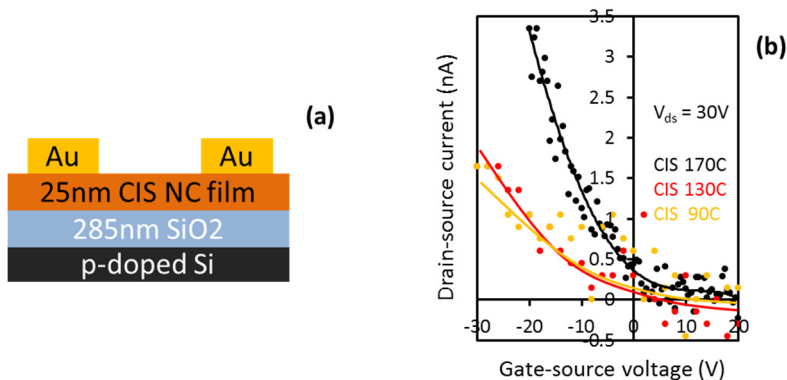 (a)
Au Au
25nm CIS NC film
285nm SiO2
p-doped Si
(b)
Drain-source current (nA)
3.5
3
2.5
2
1.5
1
0.5
0
-0.5
-30 -20 -10 0 10 20
Vds = 30V
CIS 170C
CIS 130C
CIS 90C
Gate-source voltage (V)